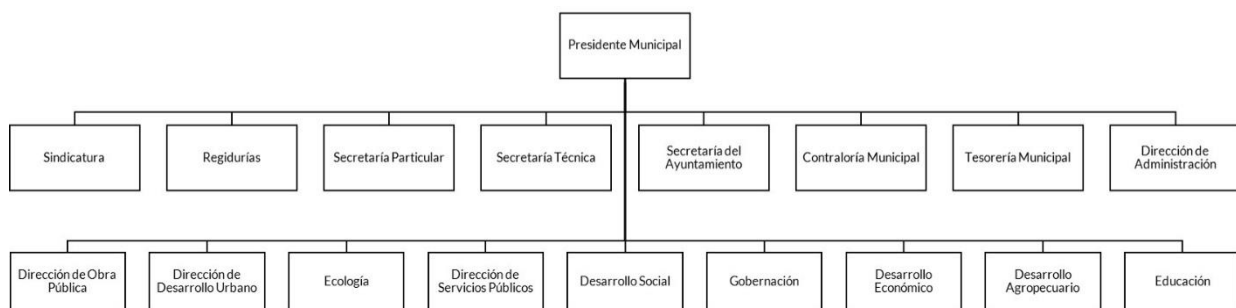 Presidente Municipal
Sindicatura
Regidurías
Secretaría Particular
Secretaría Técnica
Secretaría del
Ayuntamiento
Contraloría Municipal
Tesorería Municipal
Dirección de
Administración
Dirección de Obra
Pública
Dirección de
Desarrollo Urbano
Ecología
Dirección de
Servicios Públicos
Desarrollo Social
Gobernación
Desarrollo
Económico
Desarrollo
Agropecuario
Educación